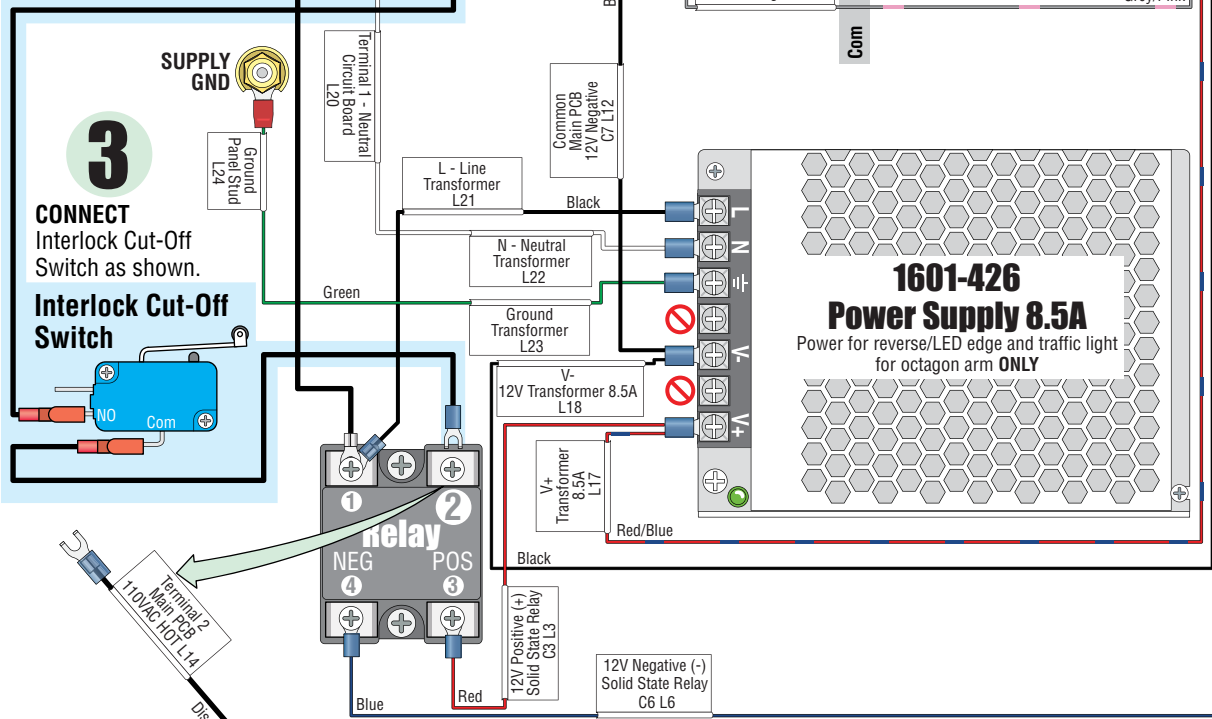 Com
SUPPLY
GND
Terminal 1 - Neutral
Circuit Board
L20
Common
Main PCB
12V Negative
C7 L12
3
Ground
Panel Stud
L24
L - Line
Transformer
L21
Black
CONNECT
Interlock Cut-Off
Switch as shown.
N - Neutral
Transformer
L22
Green
Ground
Transformer
L23
L
N
V-
V+
1601-426
Power Supply 8.5A
Power for reverse/LED edge and traffic light
for octagon arm ONLY
Interlock Cut-Off
Switch
NO
Com
V-
12V Transformer 8.5A
L18
V+
Transformer
8.5A
L17
Red/Blue
Black
1
2
Relay
NEG
POS
4
3
Terminal 2
Main PCB
110VAC HOT L14
12V Positive (+)
Solid State Relay
C3 L3
12V Negative (-)
Solid State Relay
C6 L6
Blue
Red